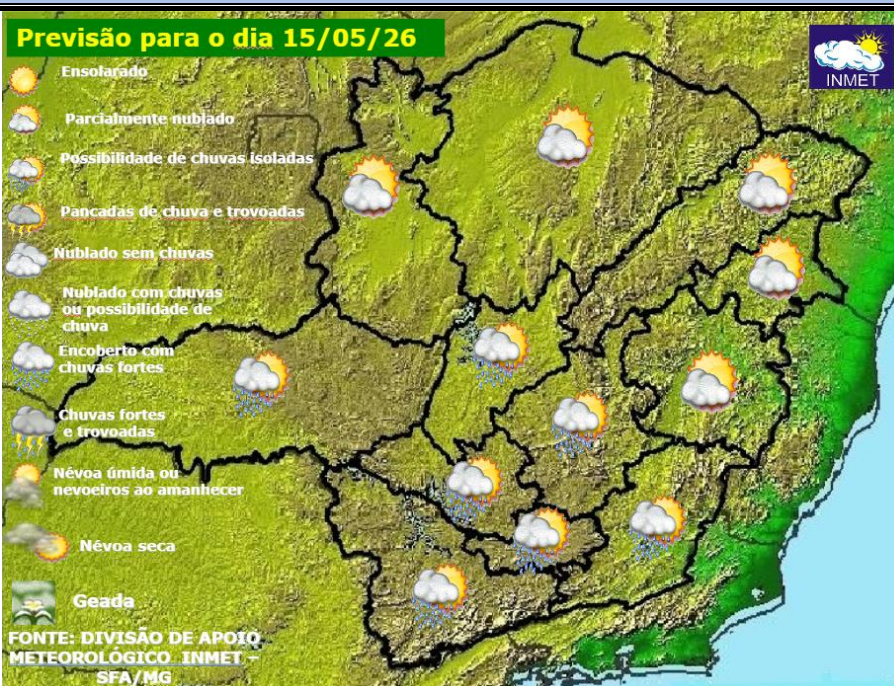 Previsão para o dia 15/05/26
INMET
Ensolarado
Parcialmente nublado
Possibilidade de chuvas isoladas
Pancadas de chuva e trovoadas
Nublado sem chuvas
Nublado com chuvas
ou possibilidade de
chuva
Encoberto com
chuvas fortes
Chuvas fortes
e trovoadas
Névoa úmida ou
nevoeiros ao amanhecer
Névoa seca
Geada
FONTE: DIVISÃO DE APOIO
METEOROLÓGICO INMET –
SFA/MG